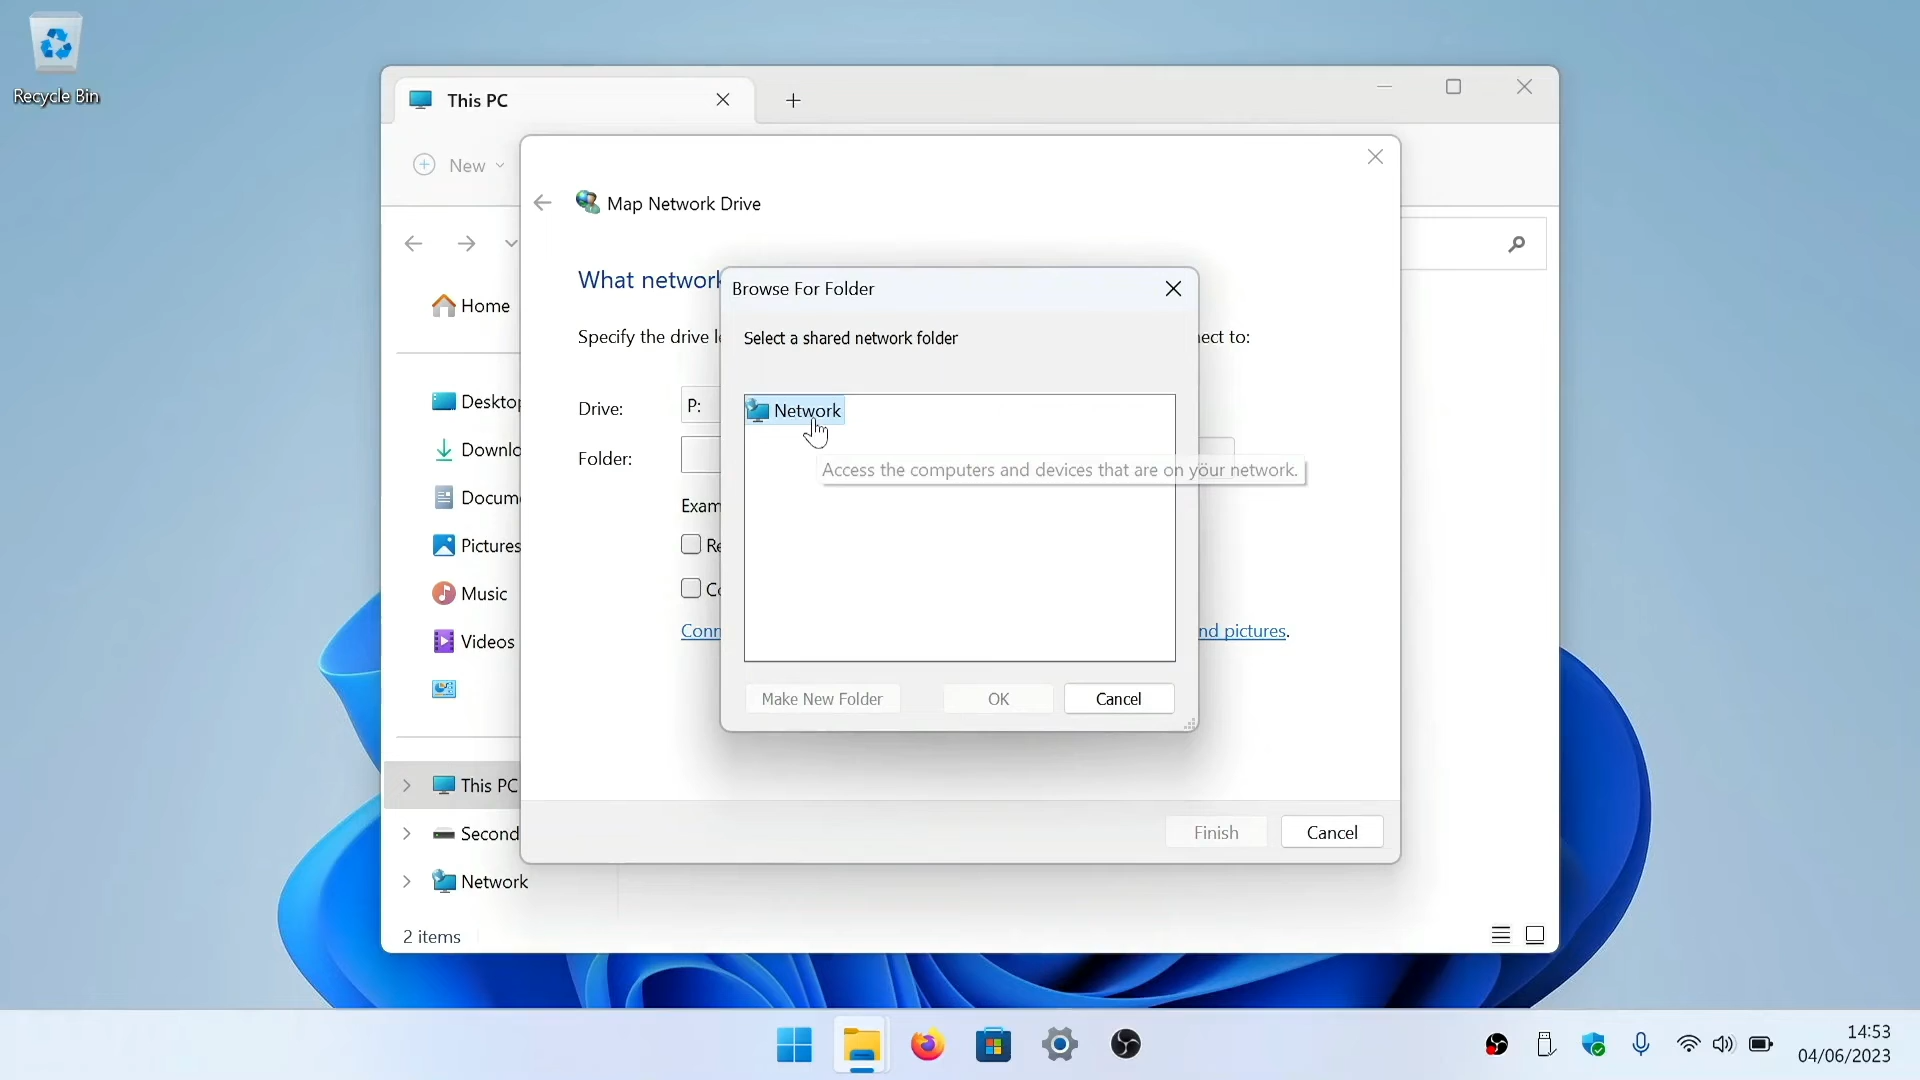 Recycle Bin
This PC
New
Map Network Drive
What network
Browse For Folder
Home
Select a shared network folder
Specify the drive le
nect to:
Desktop
Drive:
P:
Network
Downlo
Folder:
Access the computers and devices that are on your network.
Docum
Exam
Pictures
Re
Music
Co
Videos
Conn
nd pictures.
Make New Folder
OK
Cancel
This PC
Second
Finish
Cancel
Network
2 items
14:53
04/06/2023